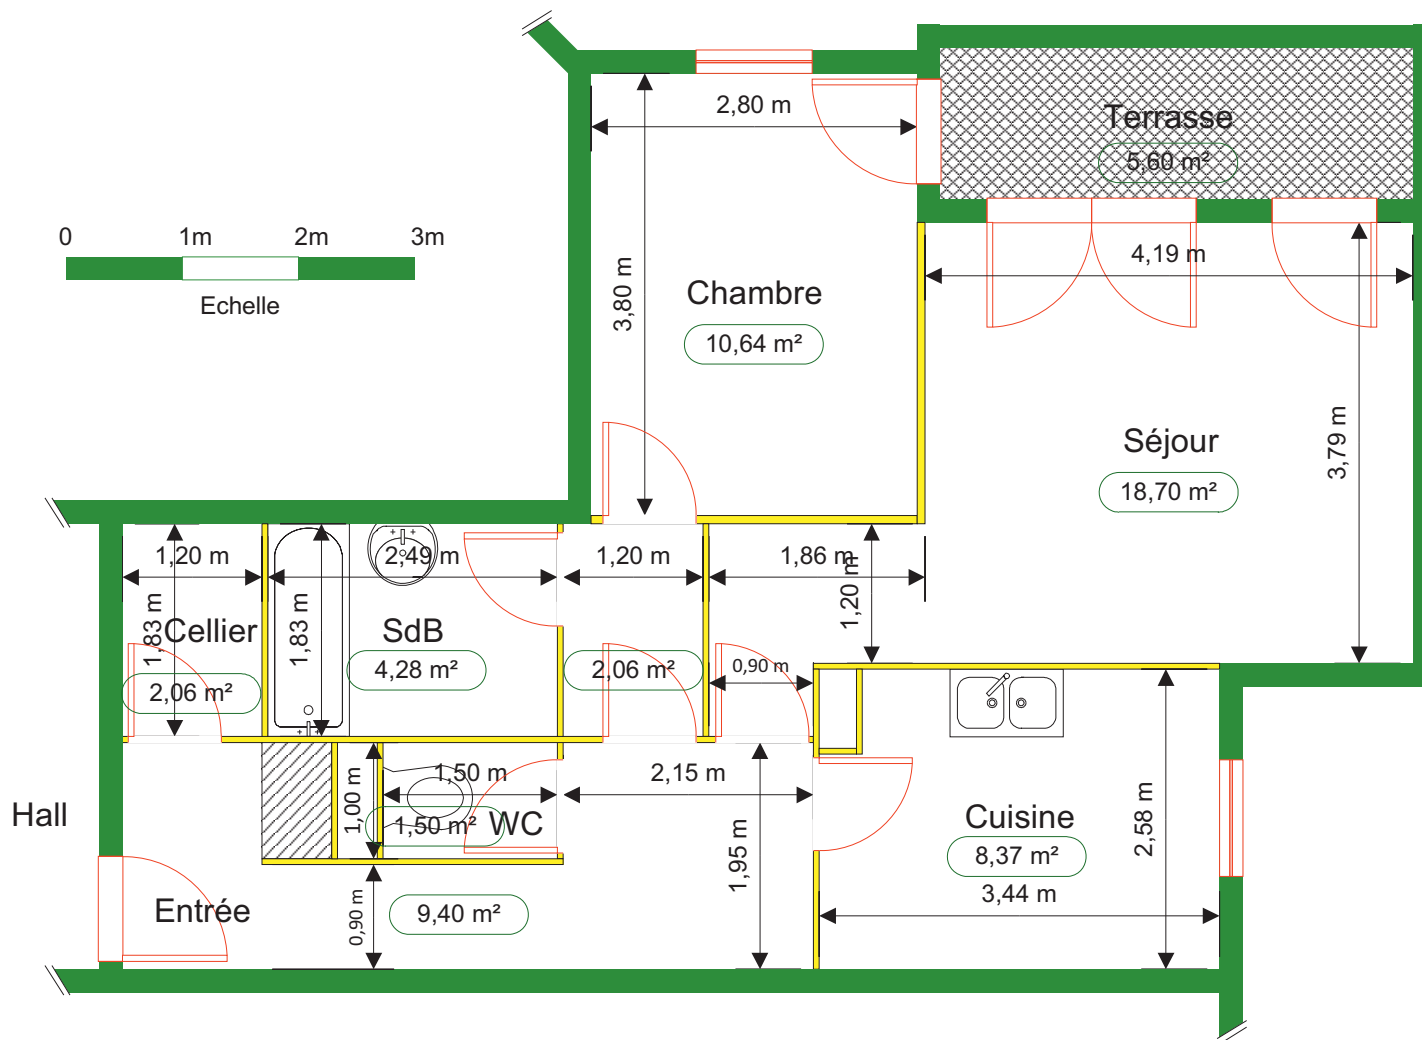 2,80 m
Terrasse
5,60 m²
0 1m 2m 3m
Echelle
4,19 m
3,80 m
Chambre
10,64 m²
Séjour
18,70 m²
3,79 m
1,20 m
2,49 m
1,20 m
1,86 m
1,83 m
Cellier
2,06 m²
1,83 m
SdB
4,28 m²
2,06 m²
1,20 m
0,90 m
1,50 m
2,15 m
1,00 m
1,50 m²
WC
1,95 m
Hall
Cuisine
8,37 m²
3,44 m
2,58 m
Entrée
0,90 m
9,40 m²